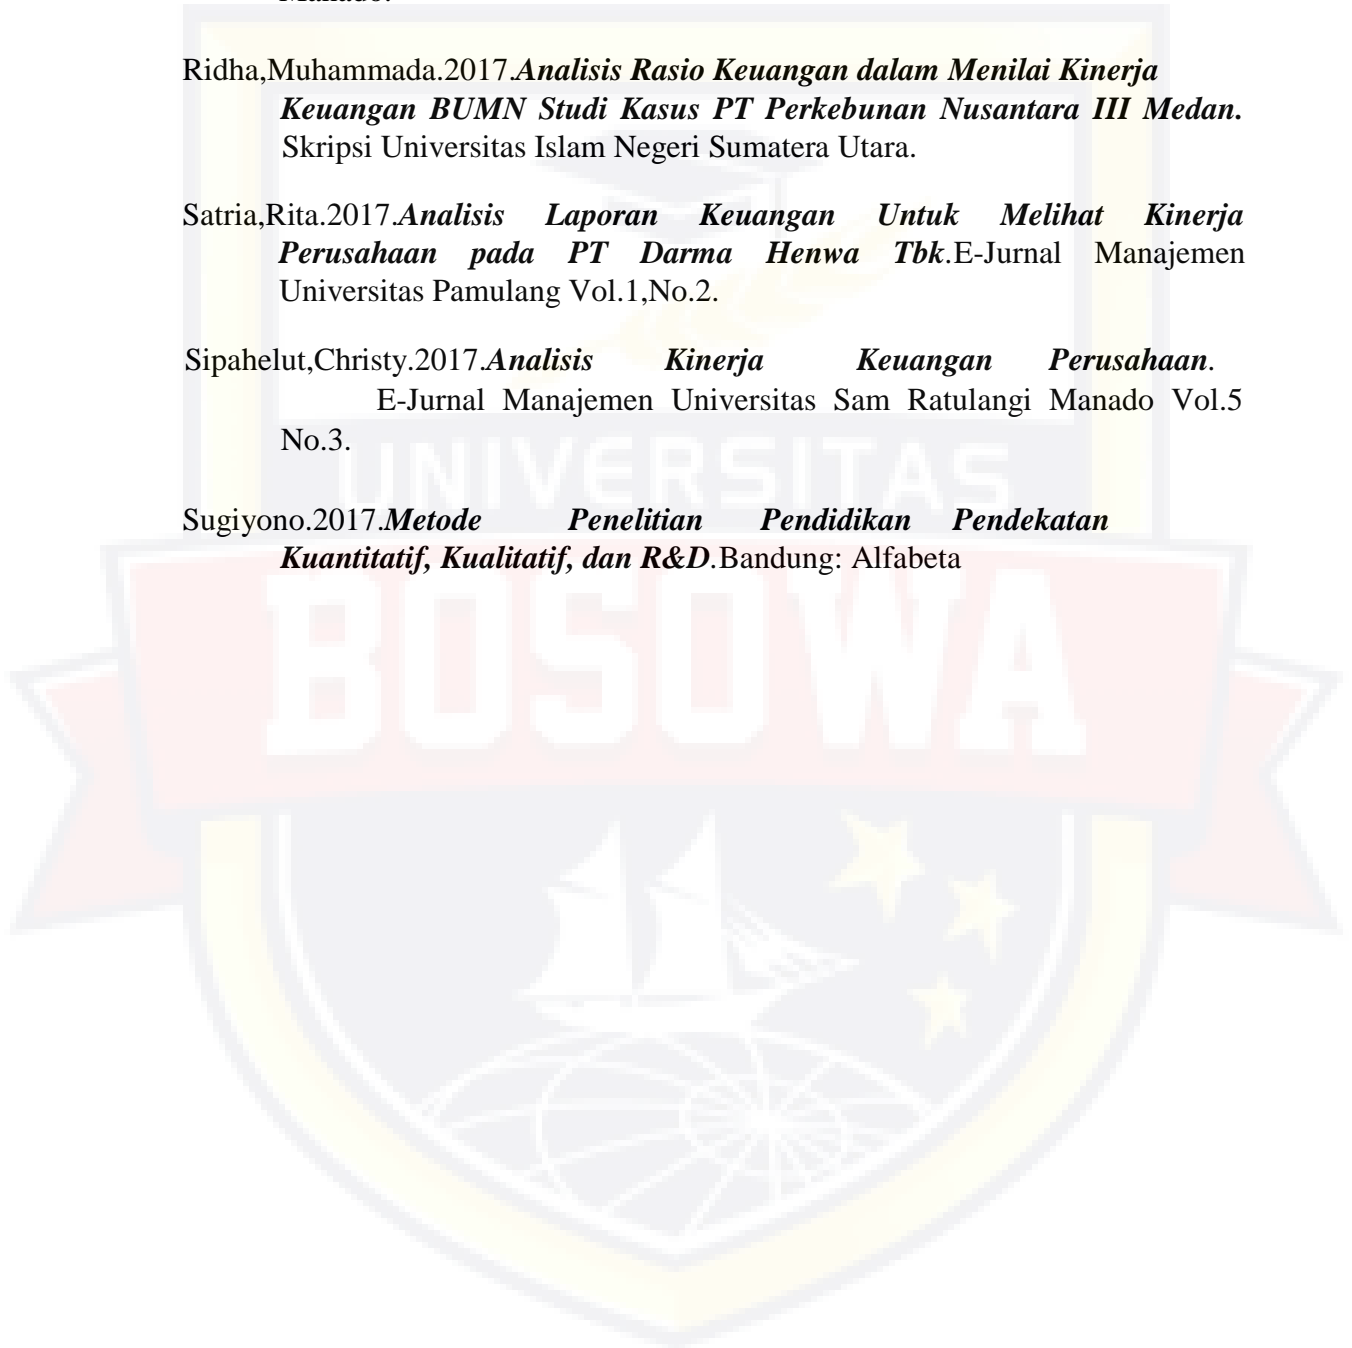 Manado.
Ridha,Muhammada.2017.Analisis Rasio Keuangan dalam Menilai Kinerja
Keuangan BUMN Studi Kasus PT Perkebunan Nusantara III Medan.
Skripsi Universitas Islam Negeri Sumatera Utara.
Satria,Rita.2017.Analisis Laporan Keuangan Untuk Melihat Kinerja
Perusahaan pada PT Darma Henwa Tbk.E-Jurnal Manajemen
Universitas Pamulang Vol.1,No.2.
Sipahelut,Christy.2017.Analisis Kinerja Keuangan Perusahaan.
E-Jurnal Manajemen Universitas Sam Ratulangi Manado Vol.5
No.3.
UNIVERSITAS
Sugiyono.2017.Metode Penelitian Pendidikan Pendekatan
Kuantitatif, Kualitatif, dan R&D.Bandung: Alfabeta
BOSOWA